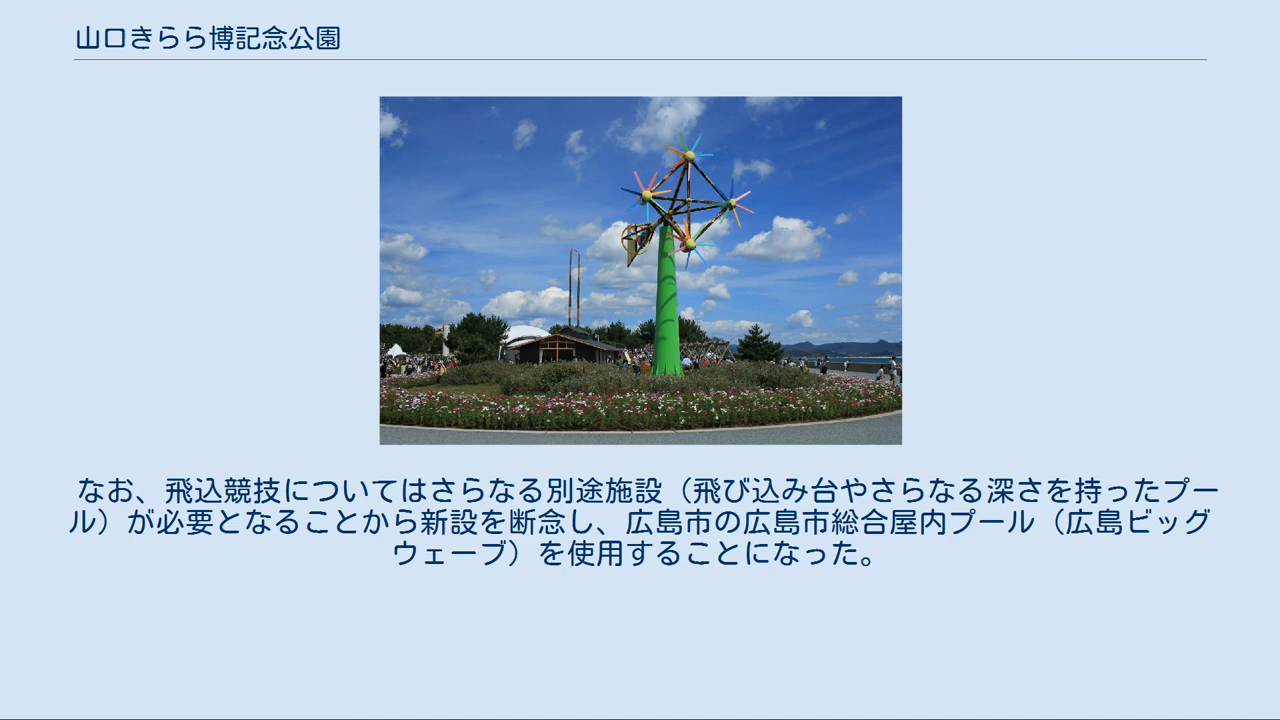 山口きらら博記念公園
なお、飛込競技についてはさらなる別途施設（飛び込み台やさらなる深さを持ったプー
ル）が必要となることから新設を断念し、広島市の広島市総合屋内プール（広島ビッグ
ウェーブ）を使用することになった。